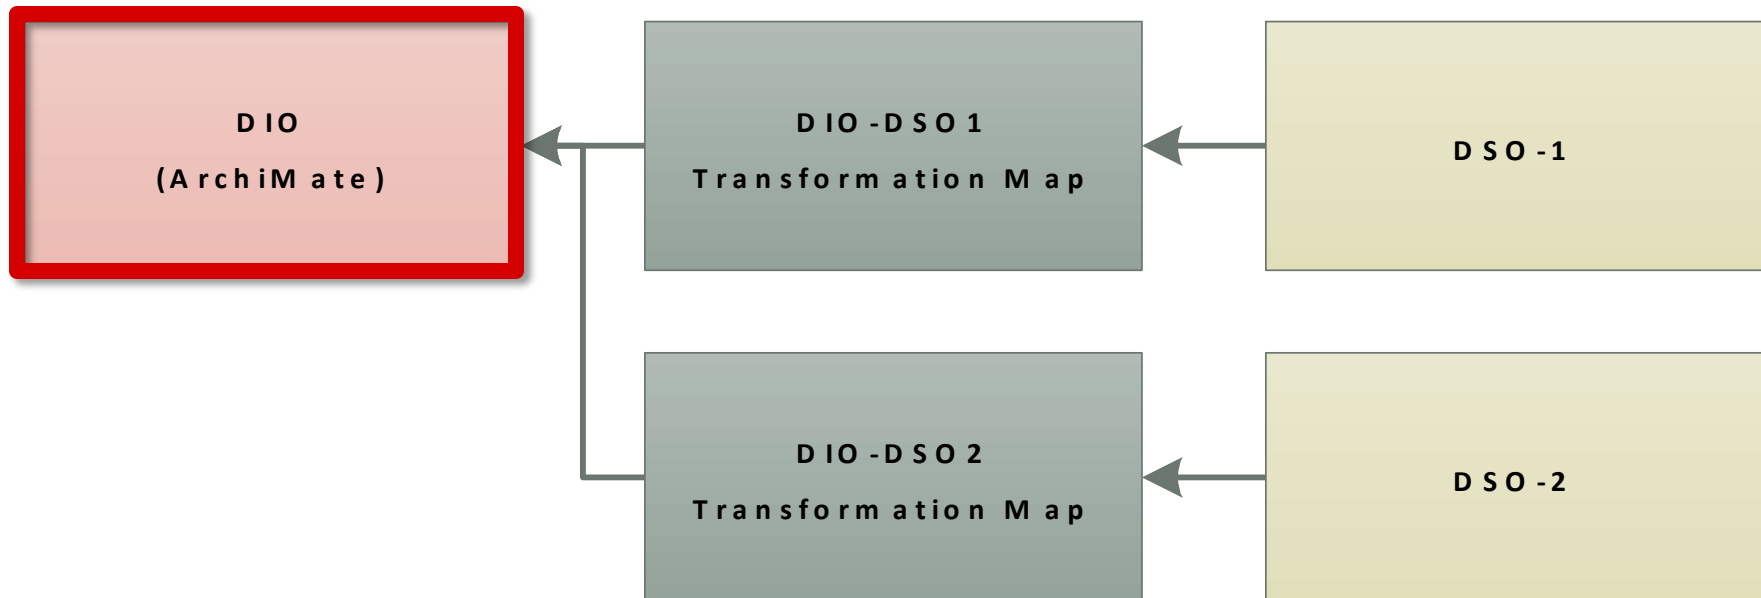 DIO
(ArchiMate)
DIO-DSO1
Transformation Map
DSO-1
DIO-DSO2
Transformation Map
DSO-2